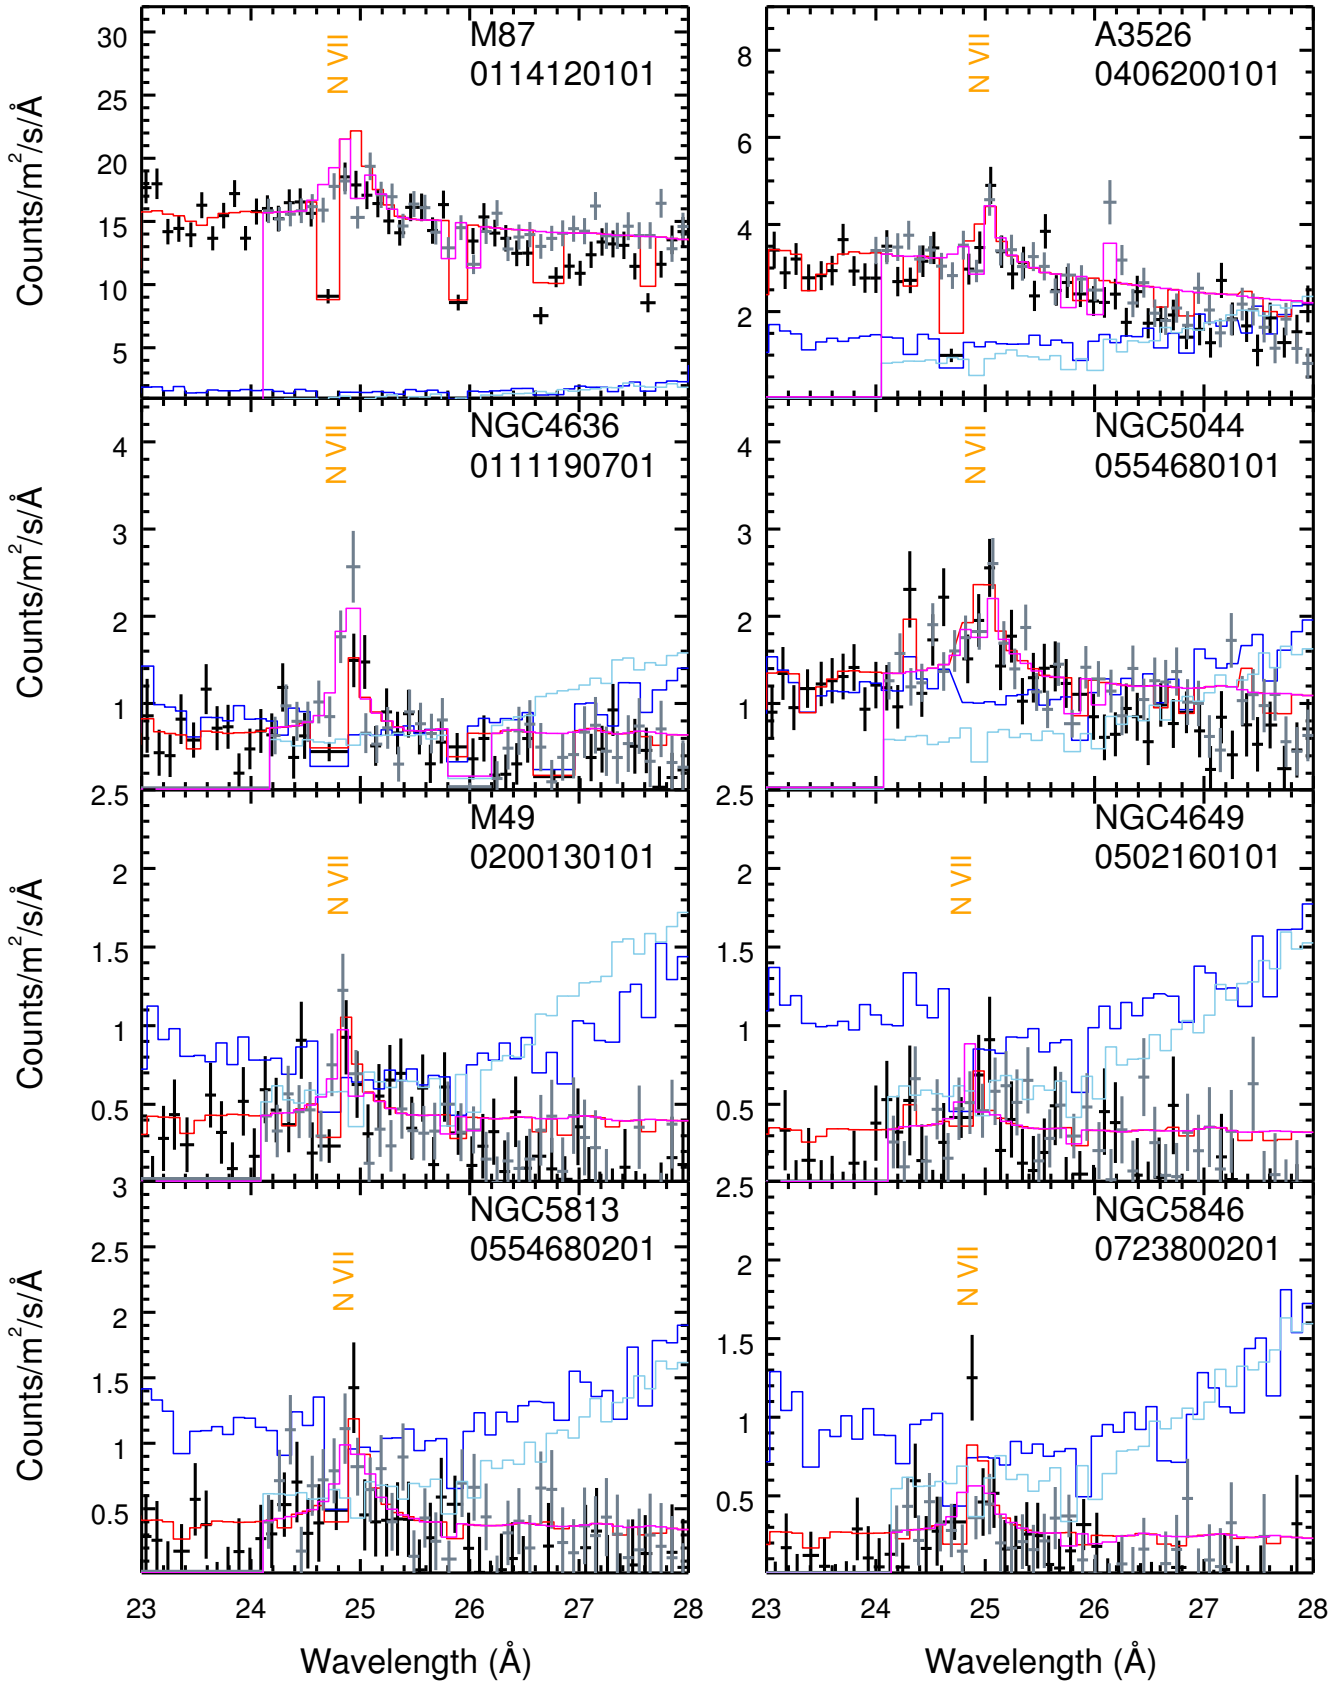 M87
0114120101
N VII
30
25
20
15
10
5
Counts/m²/s/Å
A3526
0406200101
N VII
8
6
4
2
NGC4636
0111190701
N VII
4
3
2
1
Counts/m²/s/Å
NGC5044
0554680101
N VII
4
3
2
1
M49
0200130101
N VII
2.5
2
1.5
1
0.5
Counts/m²/s/Å
NGC4649
0502160101
N VII
2.5
2
1.5
1
0.5
NGC5813
0554680201
N VII
3
2.5
2
1.5
1
0.5
Counts/m²/s/Å
23
24
25
26
27
28
Wavelength (Å)
NGC5846
0723800201
N VII
2.5
2
1.5
1
0.5
23
24
25
26
27
28
Wavelength (Å)